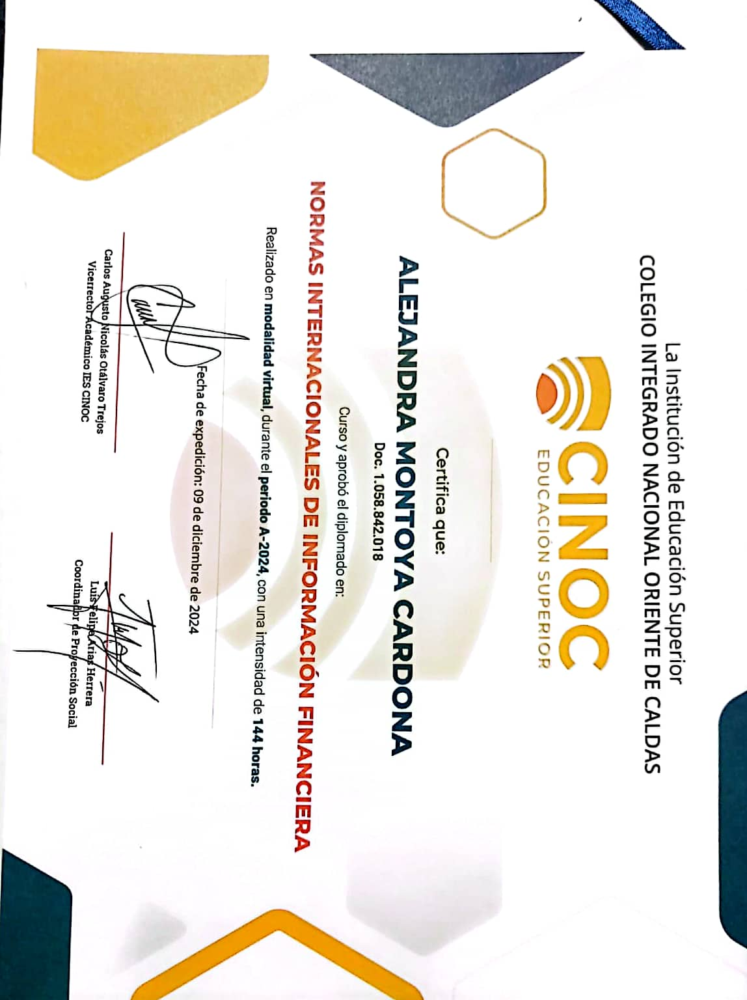 La Institución de Educación Superior
COLEGIO INTEGRADO NACIONAL ORIENTE DE CALDAS
CINOC
EDUCACIÓN SUPERIOR
Certifica que:
ALEJANDRA MONTOYA CARDONA
Doc. 1.058.842.018
Curso y aprobó el diplomado en:
NORMAS INTERNACIONALES DE INFORMACIÓN FINANCIERA
Realizado en modalidad virtual, durante el periodo A-2024, con una intensidad de 144 horas.
Fecha de expedición: 09 de diciembre de 2024
Carlos Augusto Nicolás Otálvaro Trejos
Vicerrector Académico IES CINOC
Luis Felipe Arias Herrera
Coordinador de Proyección Social